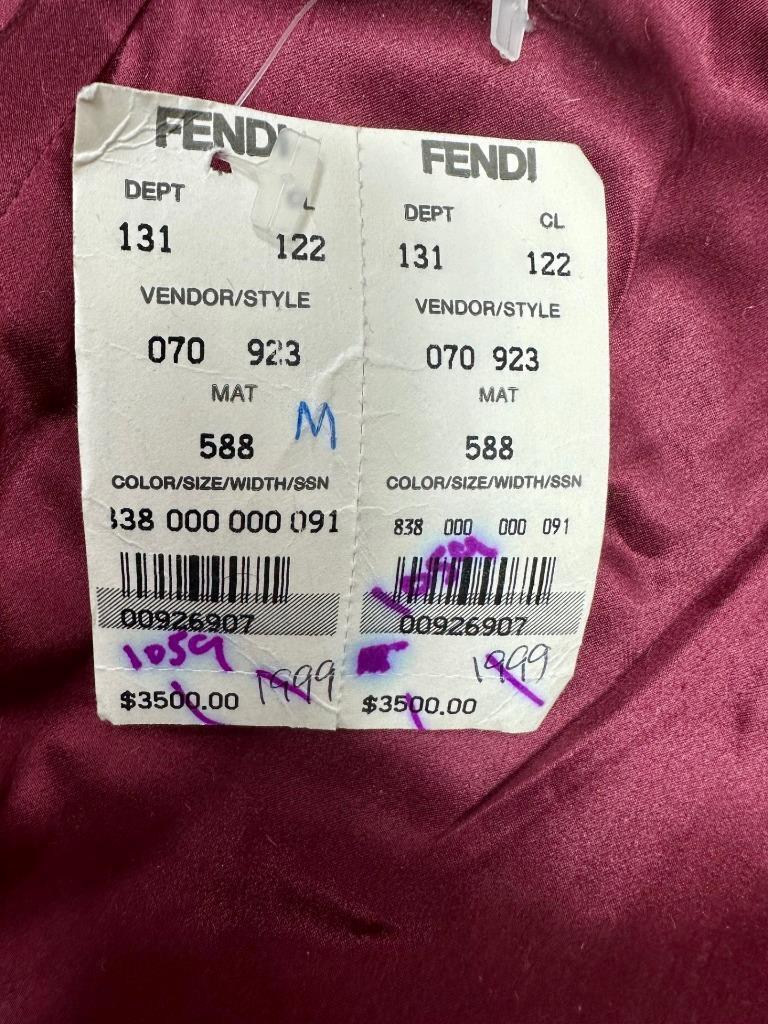 FENDI
DEPT CL
131 122
VENDOR/STYLE
070 923
MAT
M
588
COLOR/SIZE/WIDTH/SSN
838 000 000 091
00926907
1059
1999
$3500.00
FENDI
DEPT CL
131 122
VENDOR/STYLE
070 923
MAT
588
COLOR/SIZE/WIDTH/SSN
838 000 000 091
00926907
1999
$3500.00